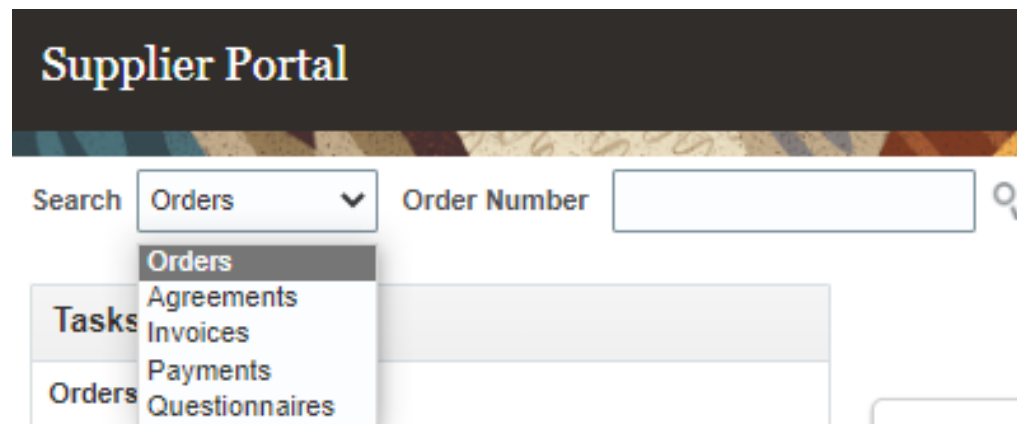 Supplier Portal
Search Orders Order Number
Orders
Agreements
Tasks
Invoices
Payments
Orders
Questionnaires